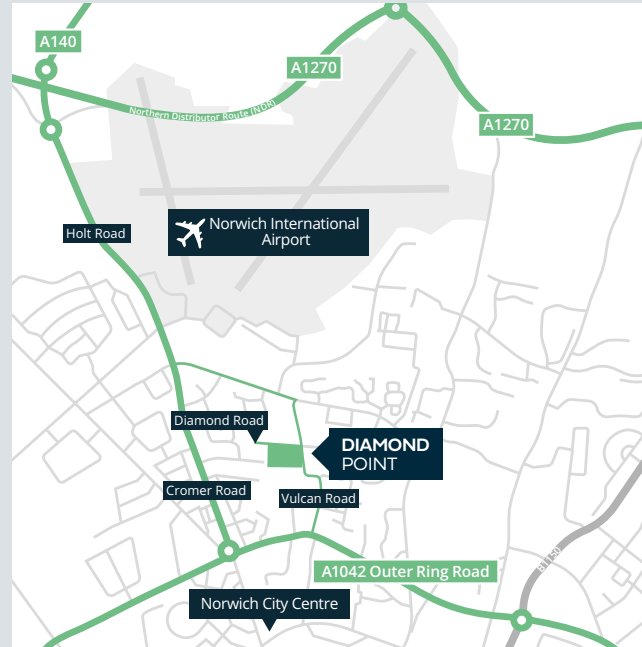 A140
A1270
Northern Distributor Route (NDR)
A1270
Holt Road
Norwich International
Airport
Diamond Road
DIAMOND
POINT
Cromer Road
Vulcan Road
B1150
A1042 Outer Ring Road
Norwich City Centre